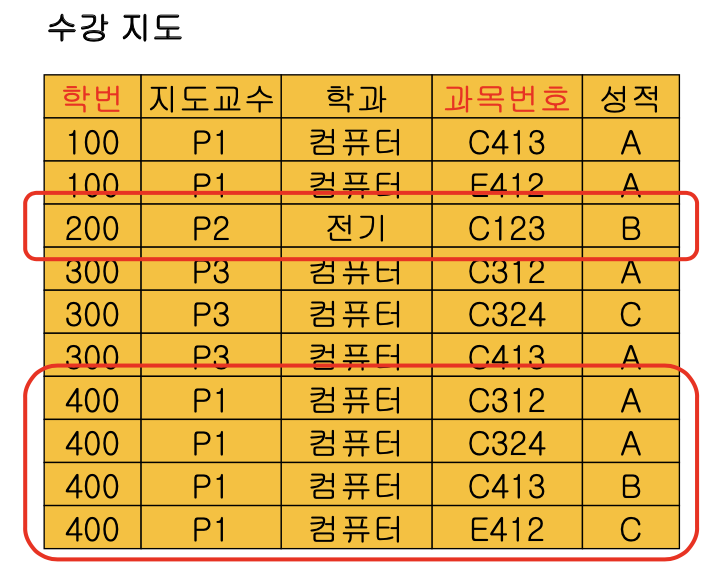 수강 지도
학번 지도교수 학과 과목번호 성적
100 P1 컴퓨터 C413 A
100 P1 컴퓨터 E412 A
200 P2 전기 C123 B
300 P3 컴퓨터 C312 A
300 P3 컴퓨터 C324 C
300 P3 컴퓨터 C413 A
400 P1 컴퓨터 C312 A
400 P1 컴퓨터 C324 A
400 P1 컴퓨터 C413 B
400 P1 컴퓨터 E412 C